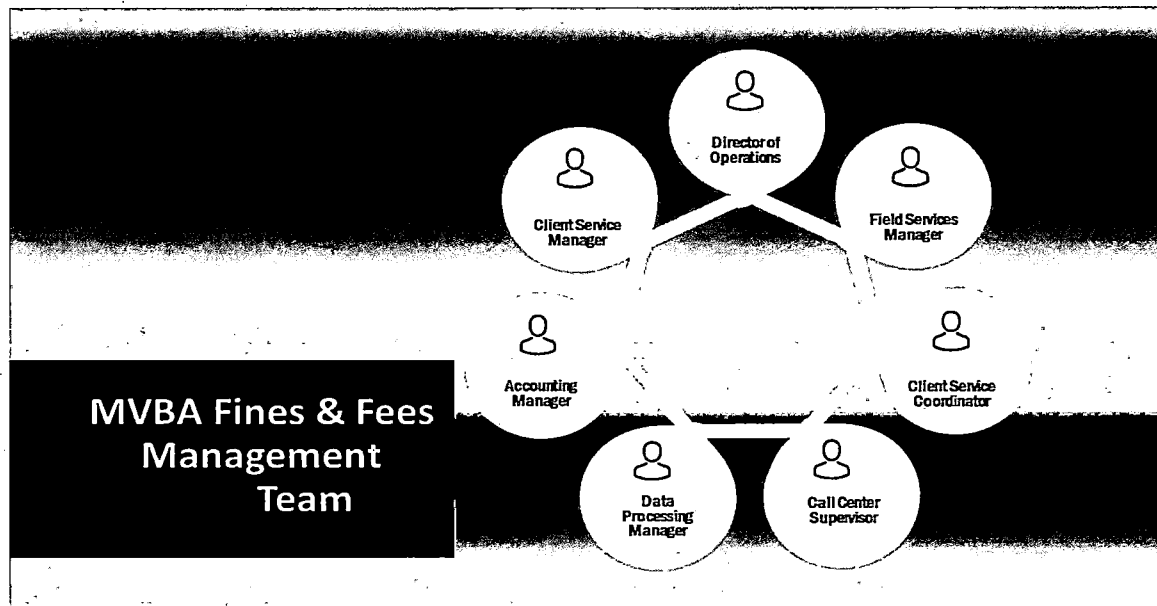 Director of
Operations
Client Service
Manager
Field Services
Manager
Accounting
Manager
Client Service
Coordinator
MVBA Fines & Fees
Management
Team
Data
Processing
Manager
Call Center
Supervisor